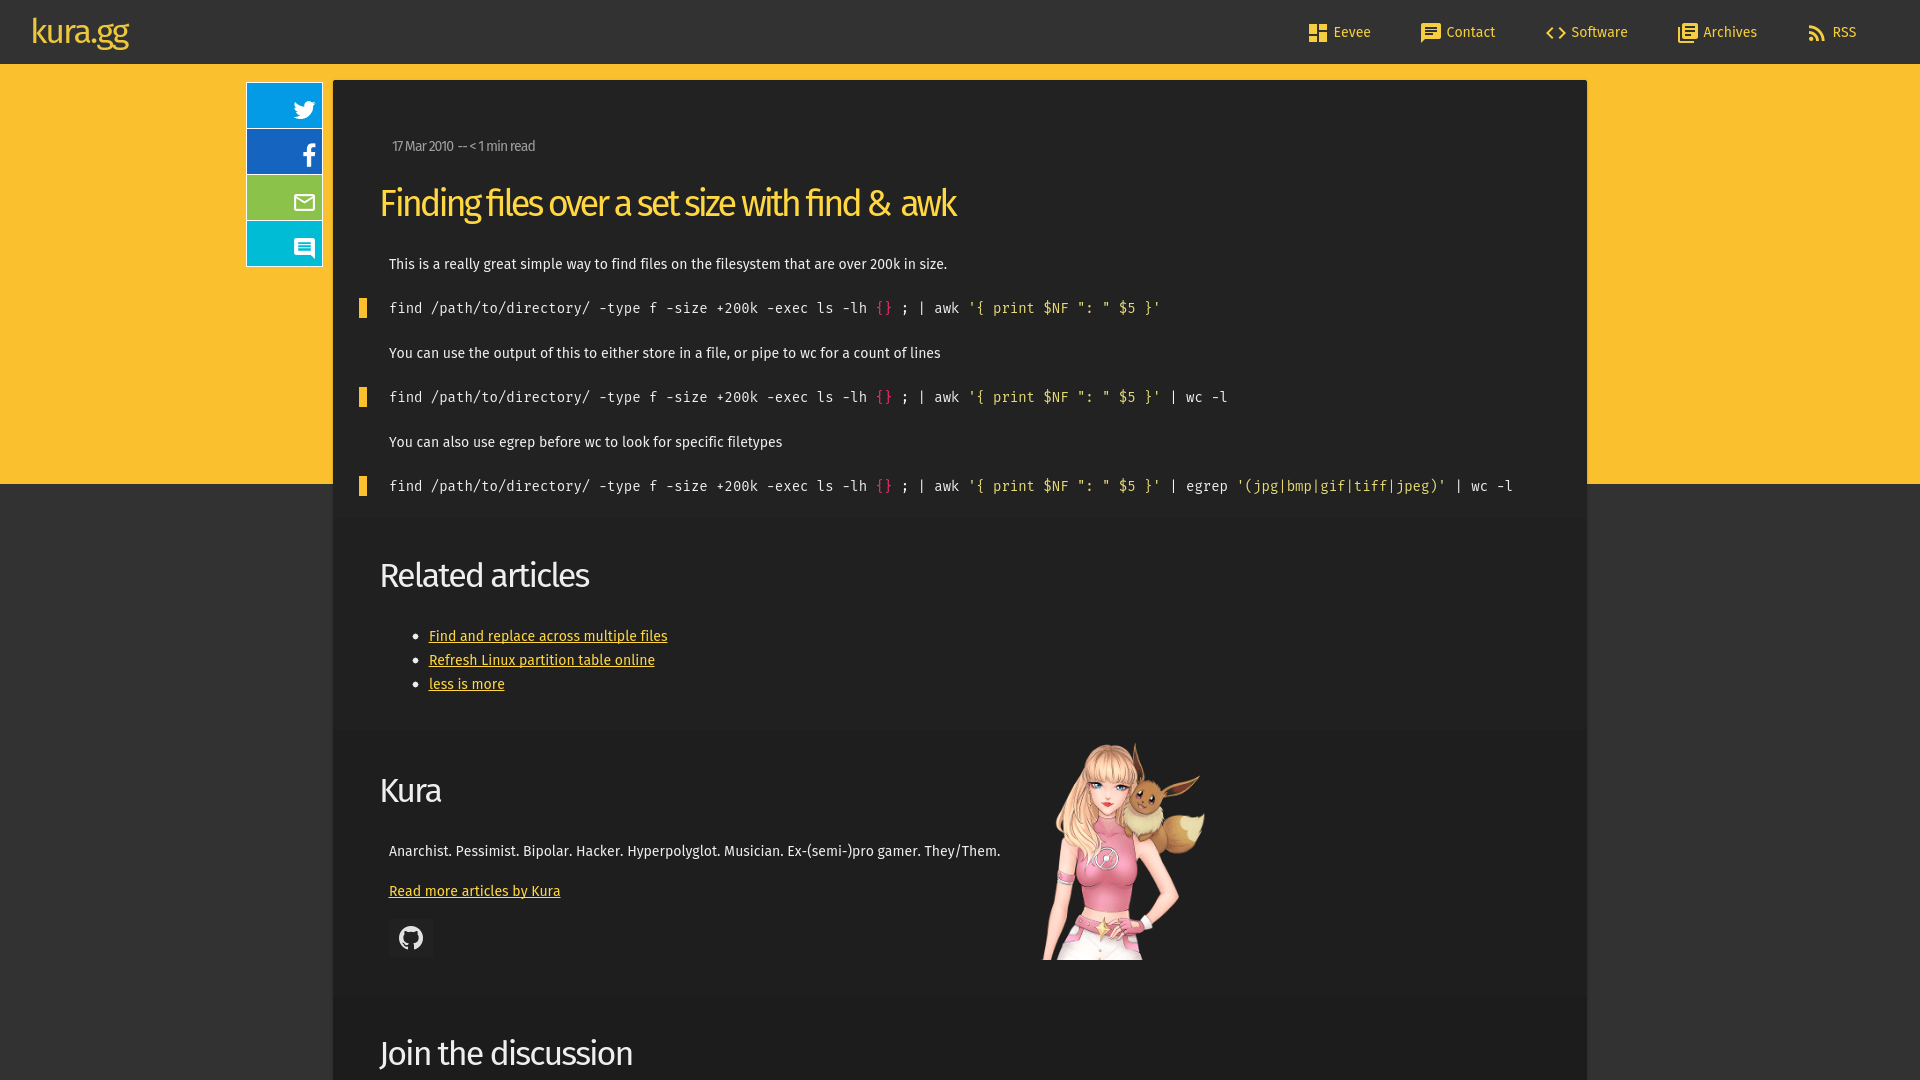 kura.gg
Eevee
Contact
Software
Archives
RSS
17 Mar 2010 -- < 1 min read
Finding files over a set size with find & awk
This is a really great simple way to find files on the filesystem that are over 200k in size.
find /path/to/directory/ -type f -size +200k -exec ls -lh {} ; | awk '{ print $NF ": " $5 }'
You can use the output of this to either store in a file, or pipe to wc for a count of lines
find /path/to/directory/ -type f -size +200k -exec ls -lh {} ; | awk '{ print $NF ": " $5 }' | wc -l
You can also use egrep before wc to look for specific filetypes
find /path/to/directory/ -type f -size +200k -exec ls -lh {} ; | awk '{ print $NF ": " $5 }' | egrep '(jpg|bmp|gif|tiff|jpeg)' | wc -l
Related articles
Find and replace across multiple files
Refresh Linux partition table online
less is more
Kura
Anarchist. Pessimist. Bipolar. Hacker. Hyperpolyglot. Musician. Ex-(semi-)pro gamer. They/Them.
Read more articles by Kura
Join the discussion